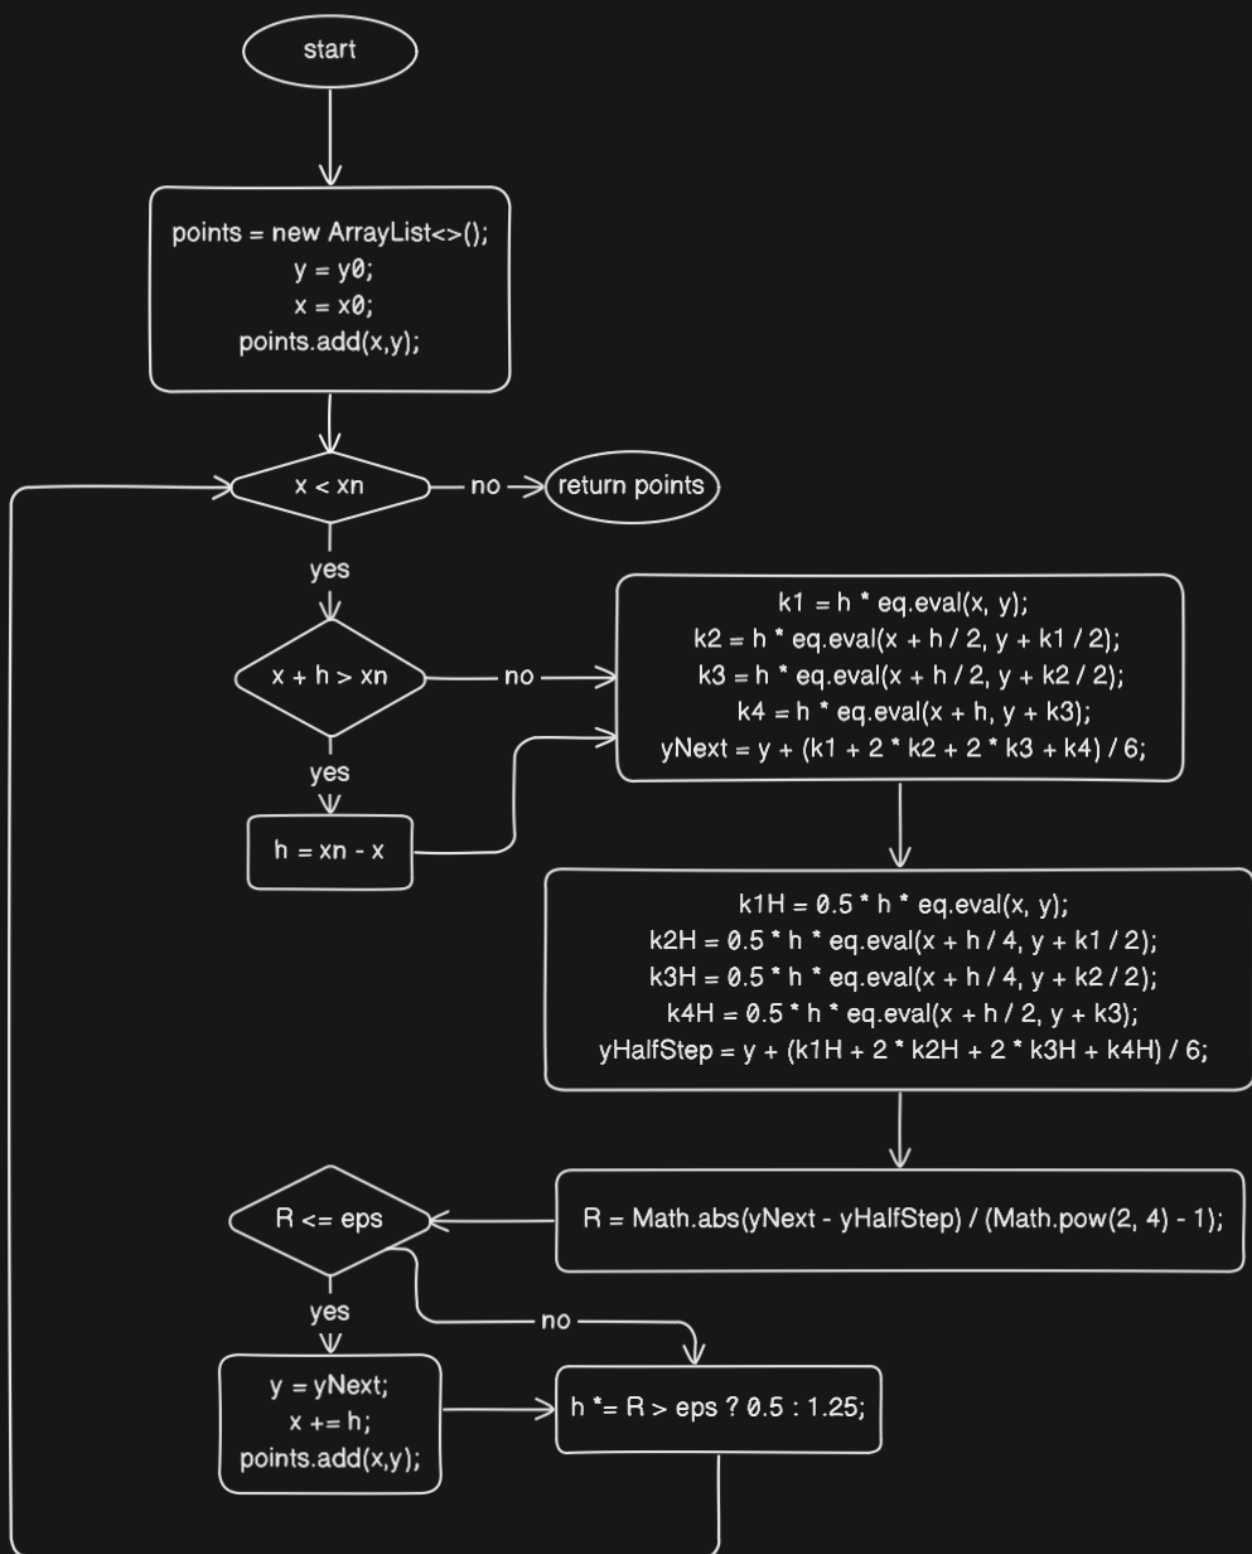 start
points = new ArrayList<>();
y = y0;
x = x0;
points.add(x,y);
x < xn
no
return points
yes
x + h > xn
no
yes
h = xn - x
k1 = h * eq.eval(x, y);
k2 = h * eq.eval(x + h / 2, y + k1 / 2);
k3 = h * eq.eval(x + h / 2, y + k2 / 2);
k4 = h * eq.eval(x + h, y + k3);
yNext = y + (k1 + 2 * k2 + 2 * k3 + k4) / 6;
k1H = 0.5 * h * eq.eval(x, y);
k2H = 0.5 * h * eq.eval(x + h / 4, y + k1 / 2);
k3H = 0.5 * h * eq.eval(x + h / 4, y + k2 / 2);
k4H = 0.5 * h * eq.eval(x + h / 2, y + k3);
yHalfStep = y + (k1H + 2 * k2H + 2 * k3H + k4H) / 6;
R = Math.abs(yNext - yHalfStep) / (Math.pow(2, 4) - 1);
R <= eps
yes
no
y = yNext;
x += h;
points.add(x,y);
h *= R > eps ? 0.5 : 1.25;